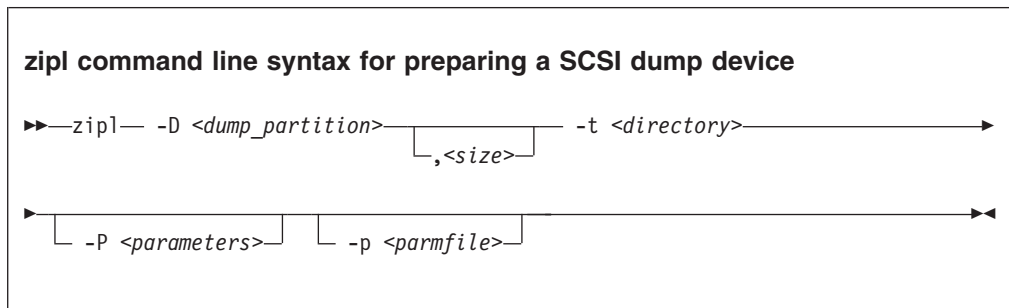 zipl command line syntax for preparing a SCSI dump device
zipl -D <dump_partition> -t <directory>
,<size>
-P <parameters> -p <parmfile>